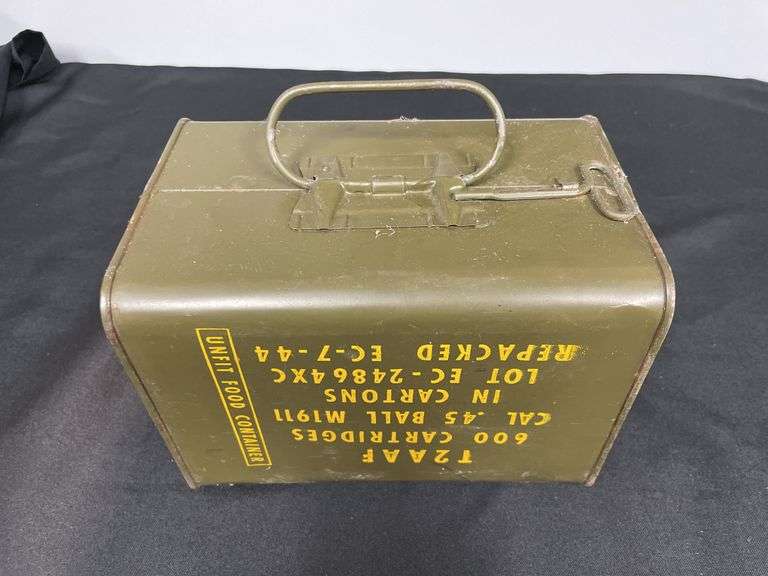 T2AAF
600 CARTRIDGES
CAL .45 BALL M1911
IN CARTONS
LOT EC-24864XC
REPACKED EC-7-44
UNFIT FOOD CONTAINER